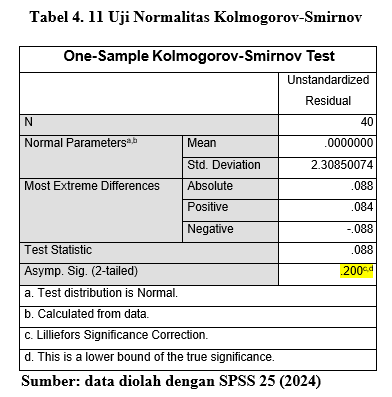 Tabel 4. 11 Uji Normalitas Kolmogorov-Smirnov
One-Sample Kolmogorov-Smirnov Test
Unstandardized
Residual
N 40
Normal Parametersa,b Mean .0000000
Std. Deviation 2.30850074
Most Extreme Differences Absolute .088
Positive .084
Negative -.088
Test Statistic .088
Asymp. Sig. (2-tailed) .200c,d
a. Test distribution is Normal.
b. Calculated from data.
c. Lilliefors Significance Correction.
d. This is a lower bound of the true significance.
Sumber: data diolah dengan SPSS 25 (2024)